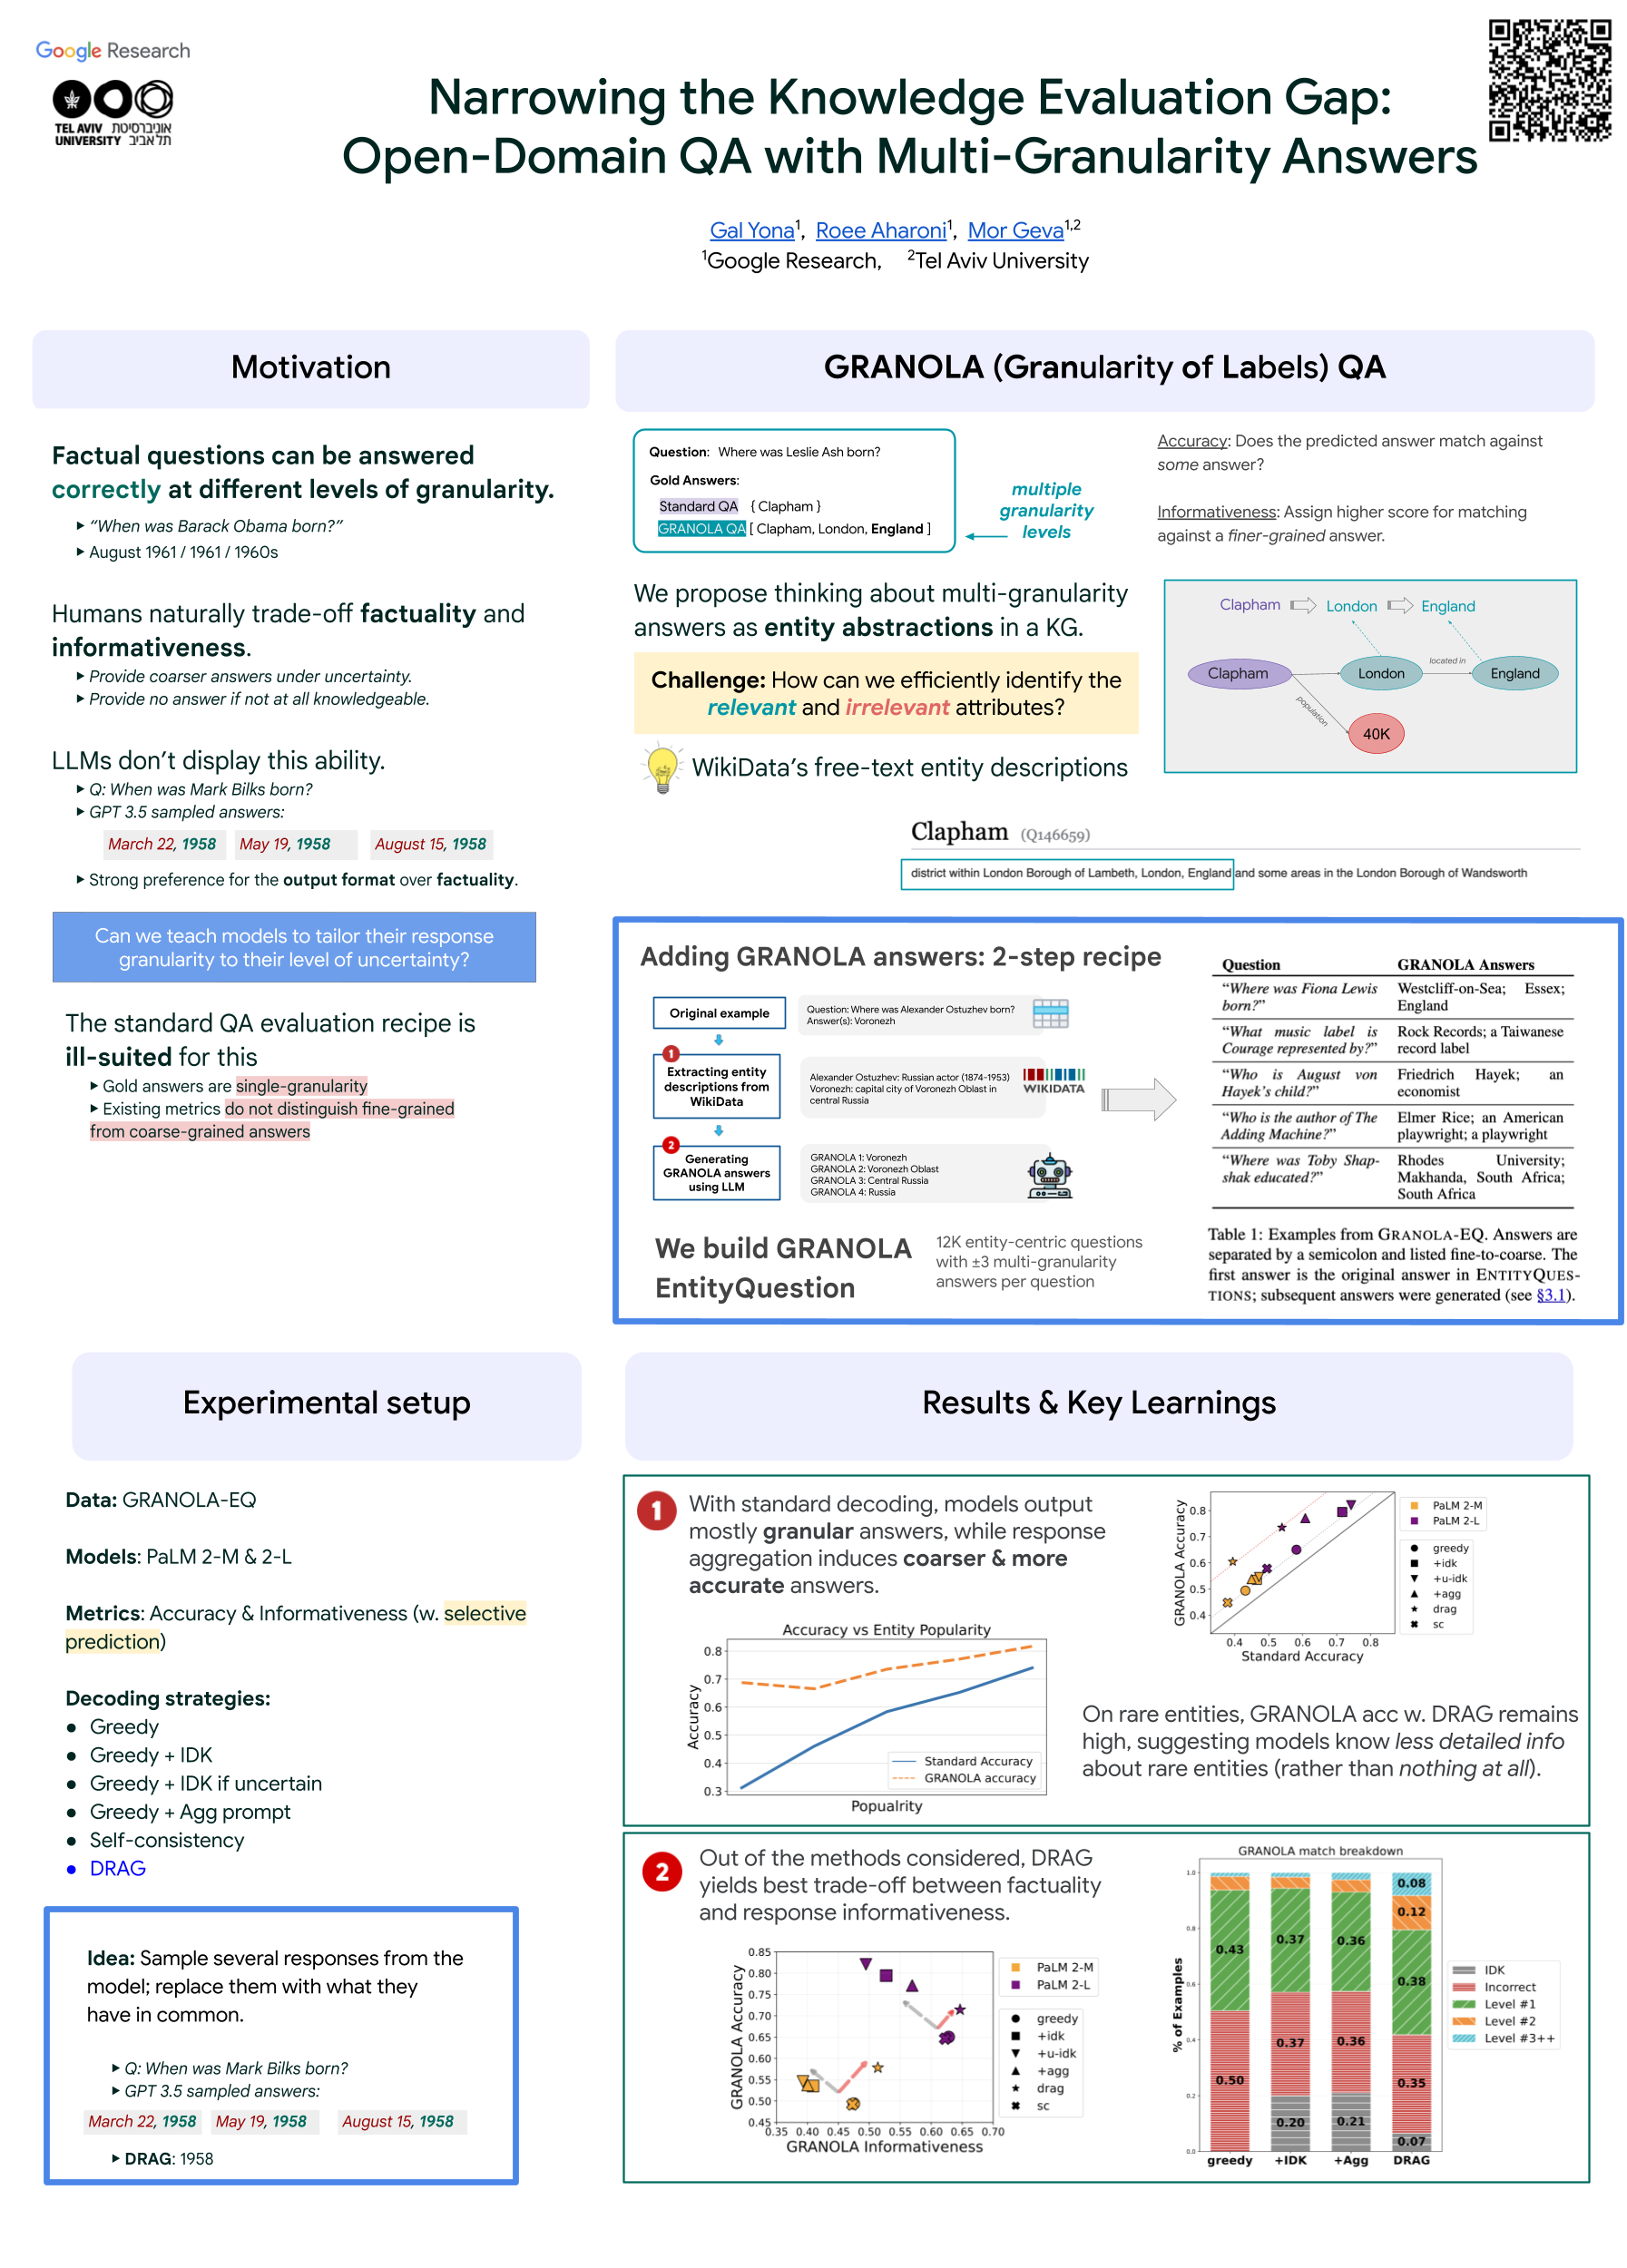 Google Research
TEL AVIV אוניברסיטת
UNIVERSITY תל אביב
Narrowing the Knowledge Evaluation Gap:
Open-Domain QA with Multi-Granularity Answers
Gal Yona1, Roee Aharoni1, Mor Geva1,2
1Google Research, 2Tel Aviv University
Motivation
Factual questions can be answered
correctly at different levels of granularity.
▸ “When was Barack Obama born?”
▸ August 1961 / 1961 / 1960s
Humans naturally trade-off factuality and
informativeness.
▸ Provide coarser answers under uncertainty.
▸ Provide no answer if not at all knowledgeable.
LLMs don’t display this ability.
▸ Q: When was Mark Bilks born?
▸ GPT 3.5 sampled answers:
March 22, 1958 May 19, 1958 August 15, 1958
▸ Strong preference for the output format over factuality.
Can we teach models to tailor their response
granularity to their level of uncertainty?
The standard QA evaluation recipe is
ill-suited for this
▸ Gold answers are single-granularity
▸ Existing metrics do not distinguish fine-grained
from coarse-grained answers
GRANOLA (Granularity of Labels) QA
Question: Where was Leslie Ash born?
Gold Answers:
Standard QA { Clapham }
GRANOLA QA [ Clapham, London, England ]
multiple
granularity
levels
Accuracy: Does the predicted answer match against
some answer?
Informativeness: Assign higher score for matching
against a finer-grained answer.
We propose thinking about multi-granularity
answers as entity abstractions in a KG.
Challenge: How can we efficiently identify the
relevant and irrelevant attributes?
WikiData’s free-text entity descriptions
Clapham London England
Clapham London located in England
population
40K
Clapham (Q146659)
district within London Borough of Lambeth, London, England and some areas in the London Borough of Wandsworth
Adding GRANOLA answers: 2-step recipe
Original example
Question: Where was Alexander Ostuzhev born?
Answer(s): Voronezh
1
Extracting entity
descriptions from
WikiData
Alexander Ostuzhev: Russian actor (1874-1953)
Voronezh: capital city of Voronezh Oblast in
central Russia
WIKIDATA
2
Generating
GRANOLA answers
using LLM
GRANOLA 1: Voronezh
GRANOLA 2: Voronezh Oblast
GRANOLA 3: Central Russia
GRANOLA 4: Russia
We build GRANOLA
EntityQuestion
12K entity-centric questions
with ±3 multi-granularity
answers per question
Question GRANOLA Answers
“Where was Fiona Lewis Westcliff-on-Sea; Essex;
born?” England
“What music label is Rock Records; a Taiwanese
Courage represented by?” record label
“Who is August von Friedrich Hayek; an
Hayek’s child?” economist
“Who is the author of The Elmer Rice; an American
Adding Machine?” playwright; a playwright
“Where was Toby Shap- Rhodes University;
shak educated?” Makhanda, South Africa;
South Africa
Table 1: Examples from GRANOLA-EQ. Answers are
separated by a semicolon and listed fine-to-coarse. The
first answer is the original answer in ENTITYQUES-
TIONS; subsequent answers were generated (see §3.1).
Experimental setup
Data: GRANOLA-EQ
Models: PaLM 2-M & 2-L
Metrics: Accuracy & Informativeness (w. selective
prediction)
Decoding strategies:
● Greedy
● Greedy + IDK
● Greedy + IDK if uncertain
● Greedy + Agg prompt
● Self-consistency
● DRAG
Idea: Sample several responses from the
model; replace them with what they
have in common.
▸ Q: When was Mark Bilks born?
▸ GPT 3.5 sampled answers:
March 22, 1958 May 19, 1958 August 15, 1958
▸ DRAG: 1958
Results & Key Learnings
1
With standard decoding, models output
mostly granular answers, while response
aggregation induces coarser & more
accurate answers.
GRANOLA Accuracy
0.8
0.7
0.6
0.5
0.4
0.4 0.5 0.6 0.7 0.8
Standard Accuracy
PaLM 2-M
PaLM 2-L
greedy
+idk
+u-idk
+agg
drag
sc
Accuracy vs Entity Popularity
Accuracy
0.8
0.7
0.6
0.5
0.4
0.3
Standard Accuracy
GRANOLA accuracy
Popualrity
On rare entities, GRANOLA acc w. DRAG remains
high, suggesting models know less detailed info
about rare entities (rather than nothing at all).
2
Out of the methods considered, DRAG
yields best trade-off between factuality
and response informativeness.
GRANOLA Accuracy
0.85
0.80
0.75
0.70
0.65
0.60
0.55
0.50
0.45
0.35 0.40 0.45 0.50 0.55 0.60 0.65 0.70
GRANOLA Informativeness
PaLM 2-M
PaLM 2-L
greedy
+idk
+u-idk
+agg
drag
sc
GRANOLA match breakdown
% of Examples
1.0
0.8
0.6
0.4
0.2
0.0
0.43
0.50
0.37
0.37
0.20
0.36
0.36
0.21
0.08
0.12
0.38
0.35
0.07
greedy +IDK +Agg DRAG
IDK
Incorrect
Level #1
Level #2
Level #3++